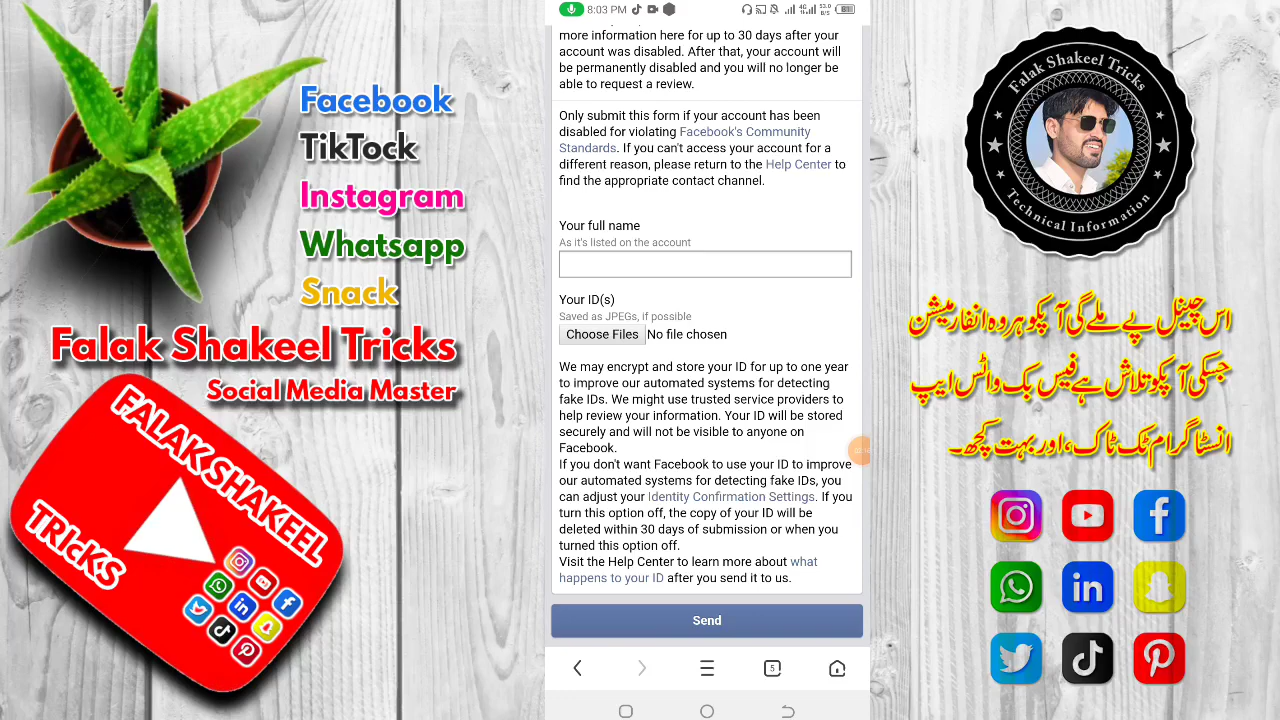 Facebook
TikTock
Instagram
Whatsapp
Snack
Falak Shakeel Tricks
Social Media Master
FALAK SHAKEEL
TRIcKS
8:03 PM
more information here for up to 30 days after your
account was disabled. After that, your account will
be permanently disabled and you will no longer be
able to request a review.
Only submit this form if your account has been
disabled for violating Facebook's Community
Standards. If you can't access your account for a
different reason, please return to the Help Center to
find the appropriate contact channel.
Your full name
As it's listed on the account
Your ID(s)
Saved as JPEGs, if possible
Choose Files No file chosen
We may encrypt and store your ID for up to one year
to improve our automated systems for detecting
fake IDs. We might use trusted service providers to
help review your information. Your ID will be stored
securely and will not be visible to anyone on
Facebook.
If you don't want Facebook to use your ID to improve
our automated systems for detecting fake IDs, you
can adjust your Identity Confirmation Settings. If you
turn this option off, the copy of your ID will be
deleted within 30 days of submission or when you
turned this option off.
Visit the Help Center to learn more about what
happens to your ID after you send it to us.
Send
5
Falak Shakeel Tricks
Technical Information
اس چینل پے ملے گی آپکو ہر وہ انفارمیشن
جسکی آپکو تلاش ہے فیس بک واٹس ایپ
انسٹاگرام ٹک ٹاک، اور بہت کچھ۔